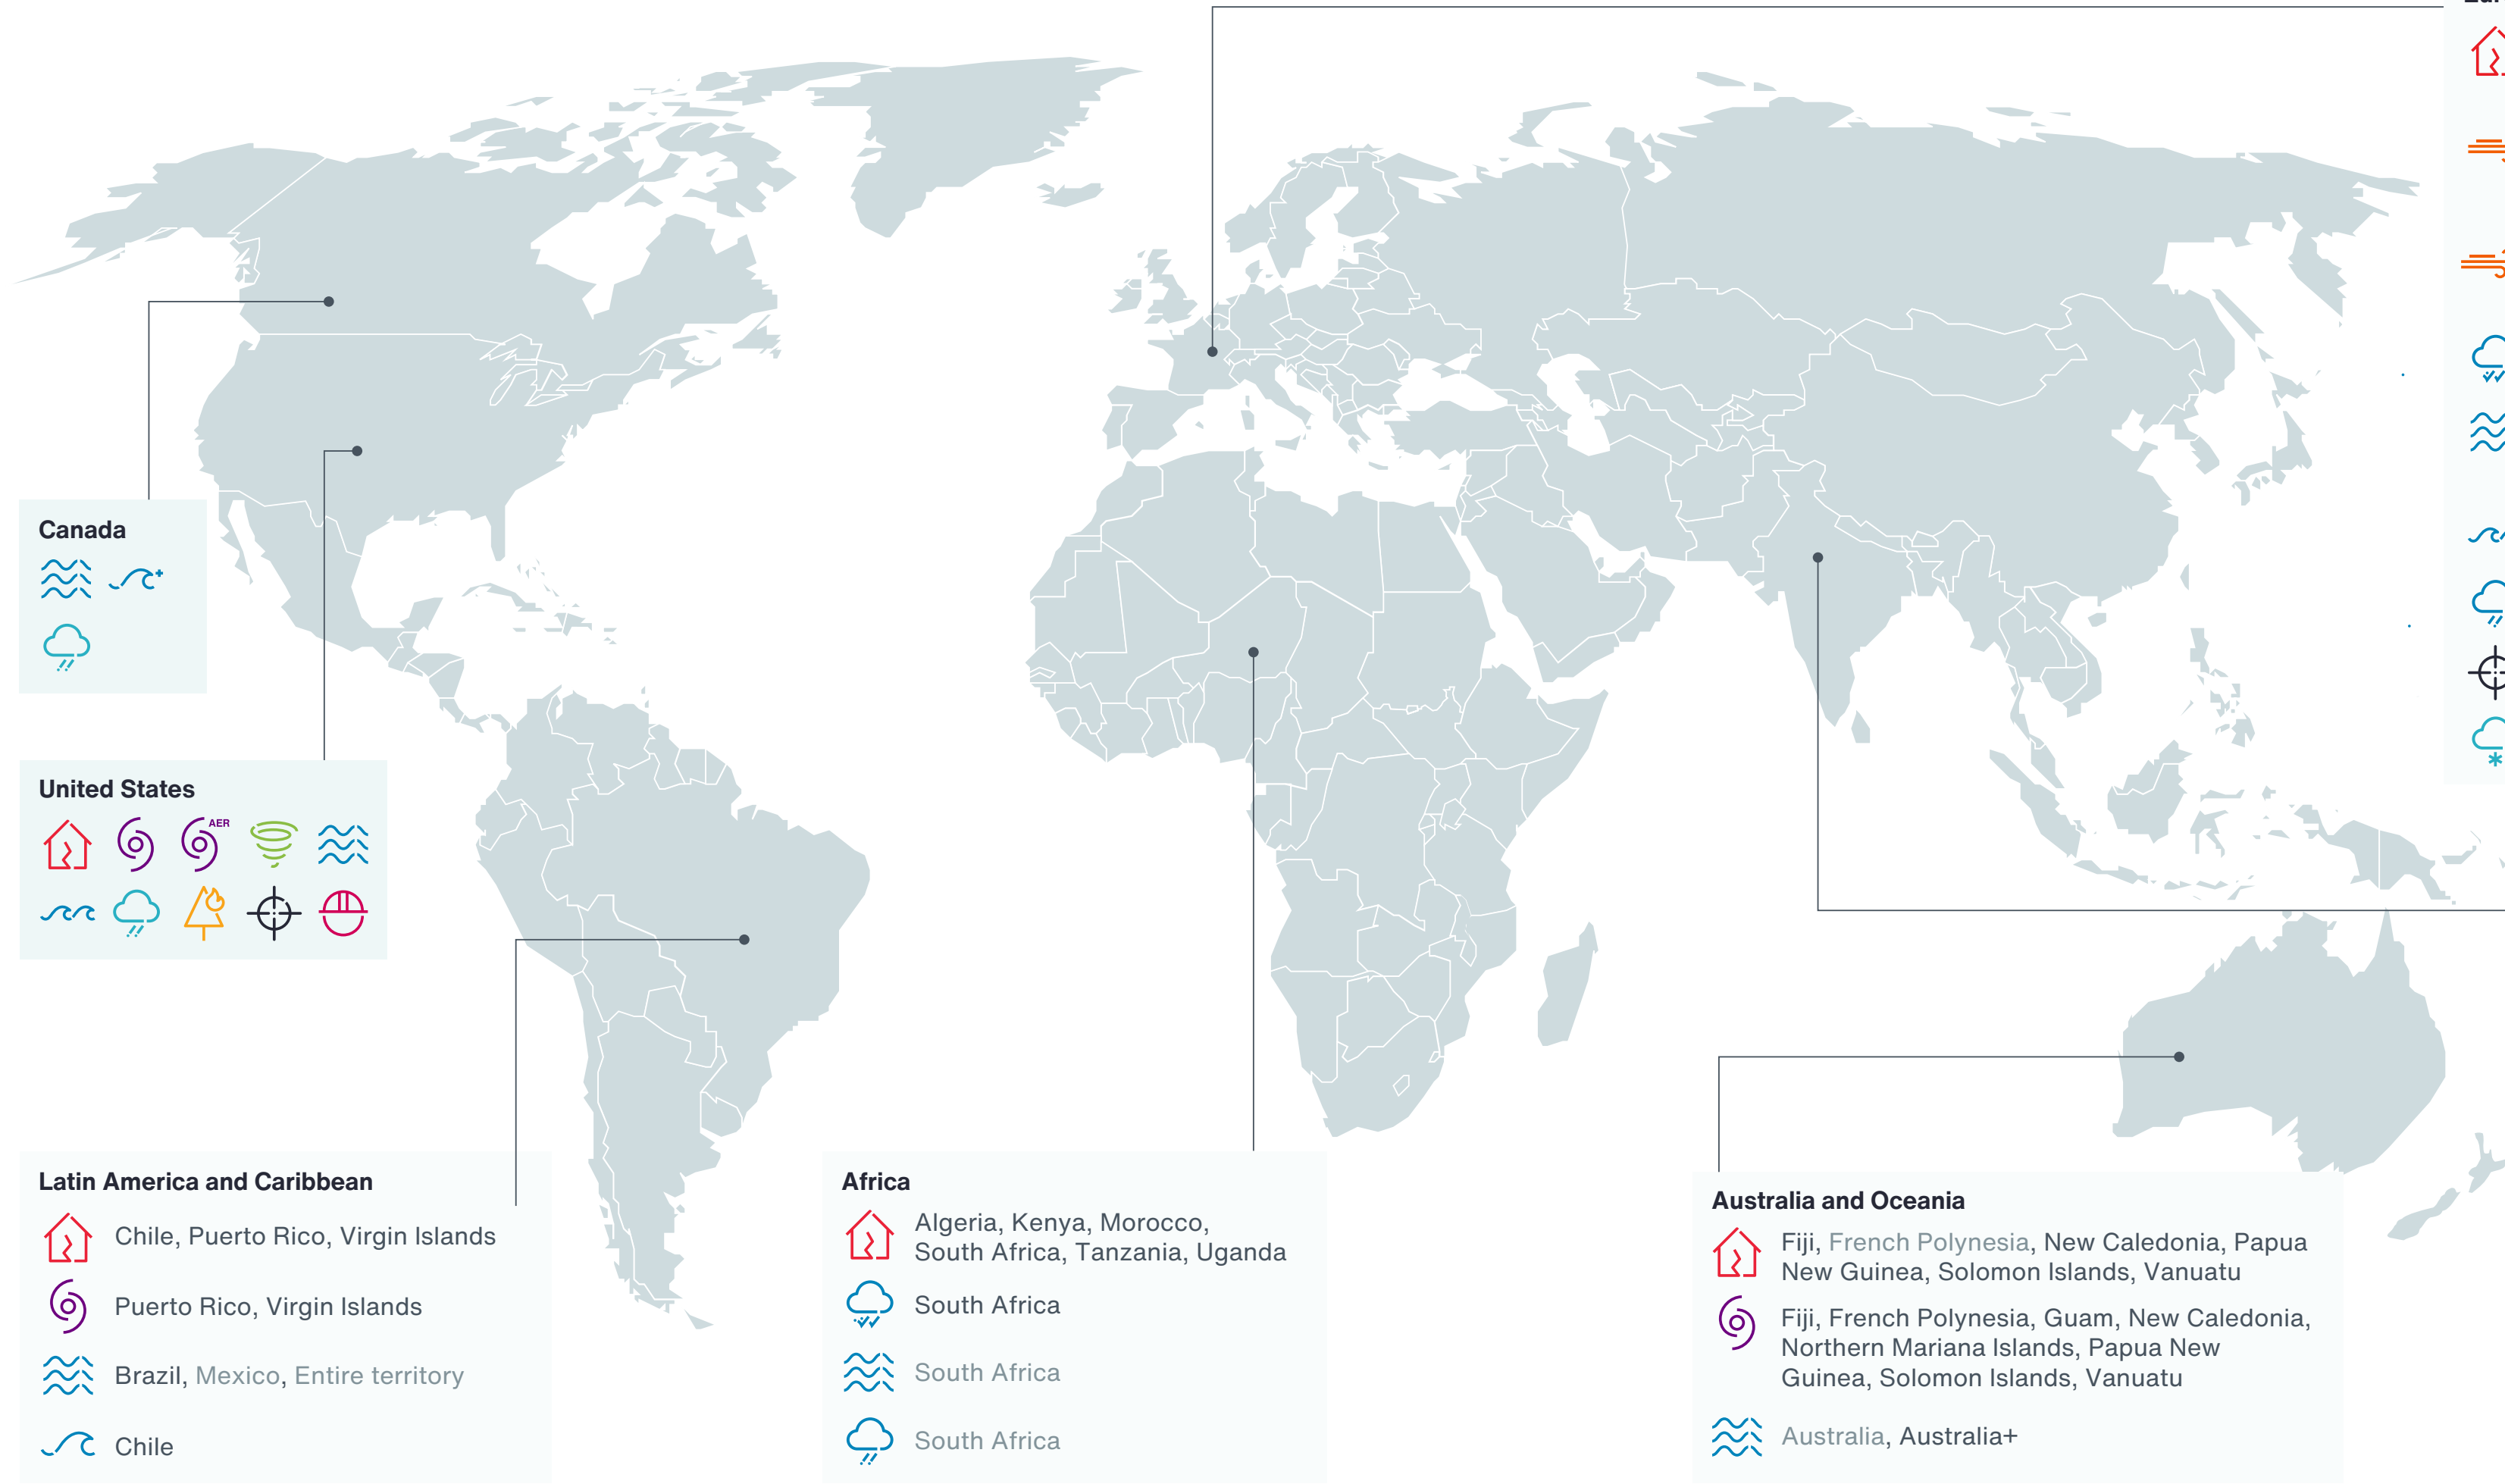 Canada
United States
AER
Latin America and Caribbean
Chile, Puerto Rico, Virgin Islands
Puerto Rico, Virgin Islands
Brazil, Mexico, Entire territory
Chile
Africa
Algeria, Kenya, Morocco,
South Africa, Tanzania, Uganda
South Africa
South Africa
South Africa
Australia and Oceania
Fiji, French Polynesia, New Caledonia, Papua
New Guinea, Solomon Islands, Vanuatu
Fiji, French Polynesia, Guam, New Caledonia,
Northern Mariana Islands, Papua New
Guinea, Solomon Islands, Vanuatu
Australia, Australia+